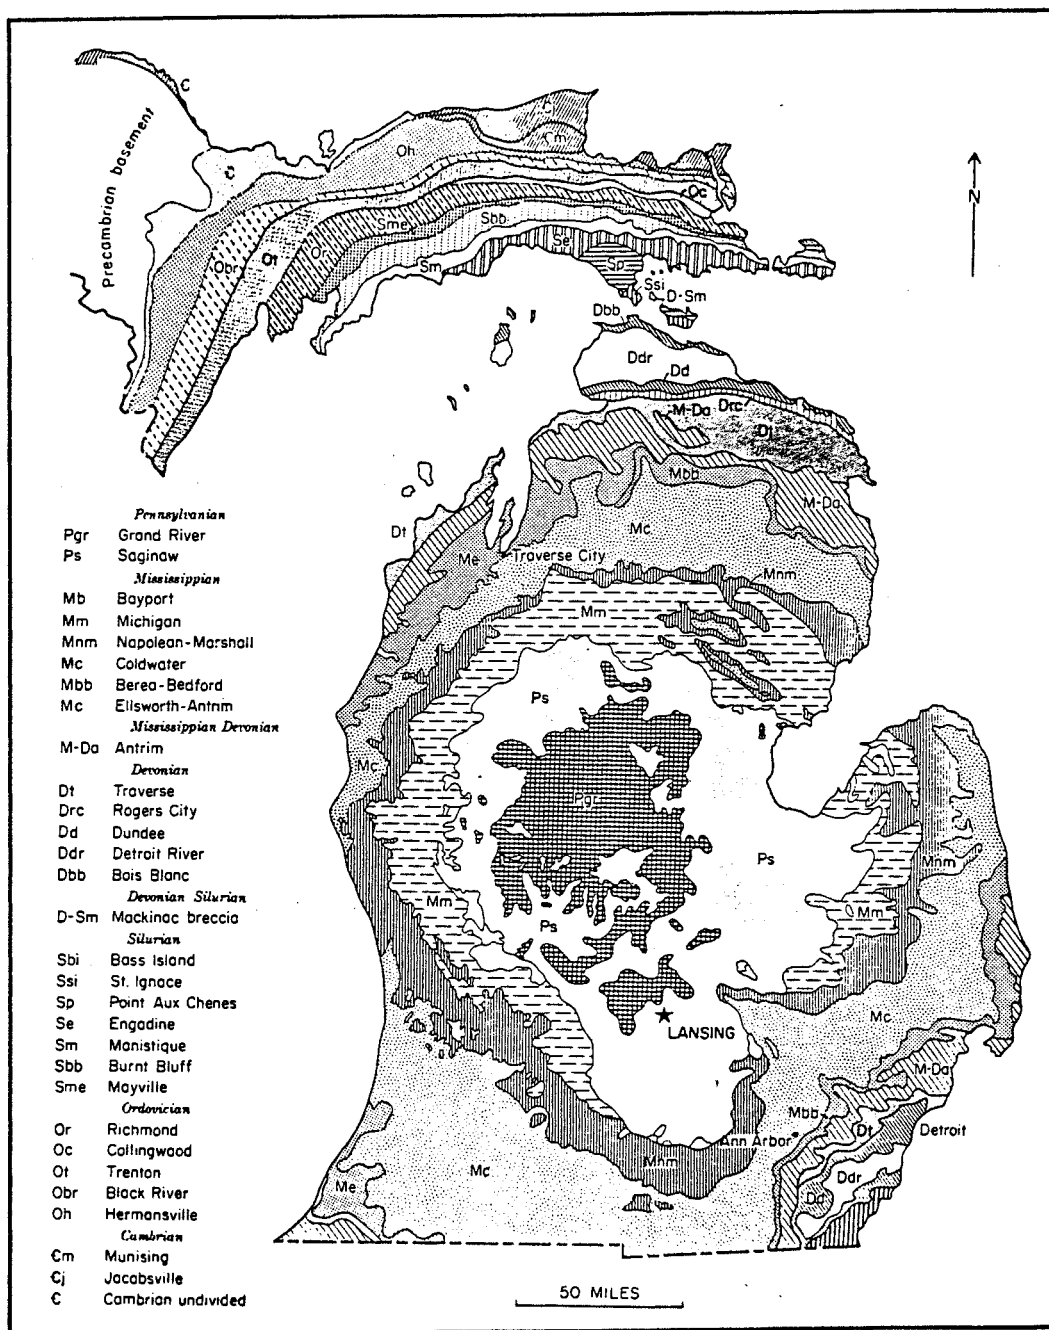 Є
Precambrian basement
Є
Єj
Єm
Oh
Oc
N
Obr
Ot
Or
Sme
Sbb
Sm
Se
Sp
Ssi
D-Sm
Dbb
Ddr
Dd
M-Da
Drc
Dt
Mbb
M-Da
Mc
Dt
Me
Traverse City
Mnm
Mm
Ps
Mc
Pgr
Ps
Mnm
Mm
Mm
Ps
Mc
LANSING
M-Da
Mbb
Ann Arbor
Dt
Detroit
Mnm
Mc
Ddr
Dd
Me
50 MILES
Pennsylvanian
Pgr Grand River
Ps Saginaw
Mississippian
Mb Bayport
Mm Michigan
Mnm Napolean-Marshall
Mc Coldwater
Mbb Berea-Bedford
Mc Ellsworth-Antrim
Mississippian Devonian
M-Da Antrim
Devonian
Dt Traverse
Drc Rogers City
Dd Dundee
Ddr Detroit River
Dbb Bois Blanc
Devonian Silurian
D-Sm Mackinac breccia
Silurian
Sbi Bass Island
Ssi St. Ignace
Sp Point Aux Chenes
Se Engadine
Sm Manistique
Sbb Burnt Bluff
Sme Mayville
Ordovician
Or Richmond
Oc Collingwood
Ot Trenton
Obr Black River
Oh Hermansville
Cambrian
Єm Munising
Єj Jacobsville
Є Cambrian undivided